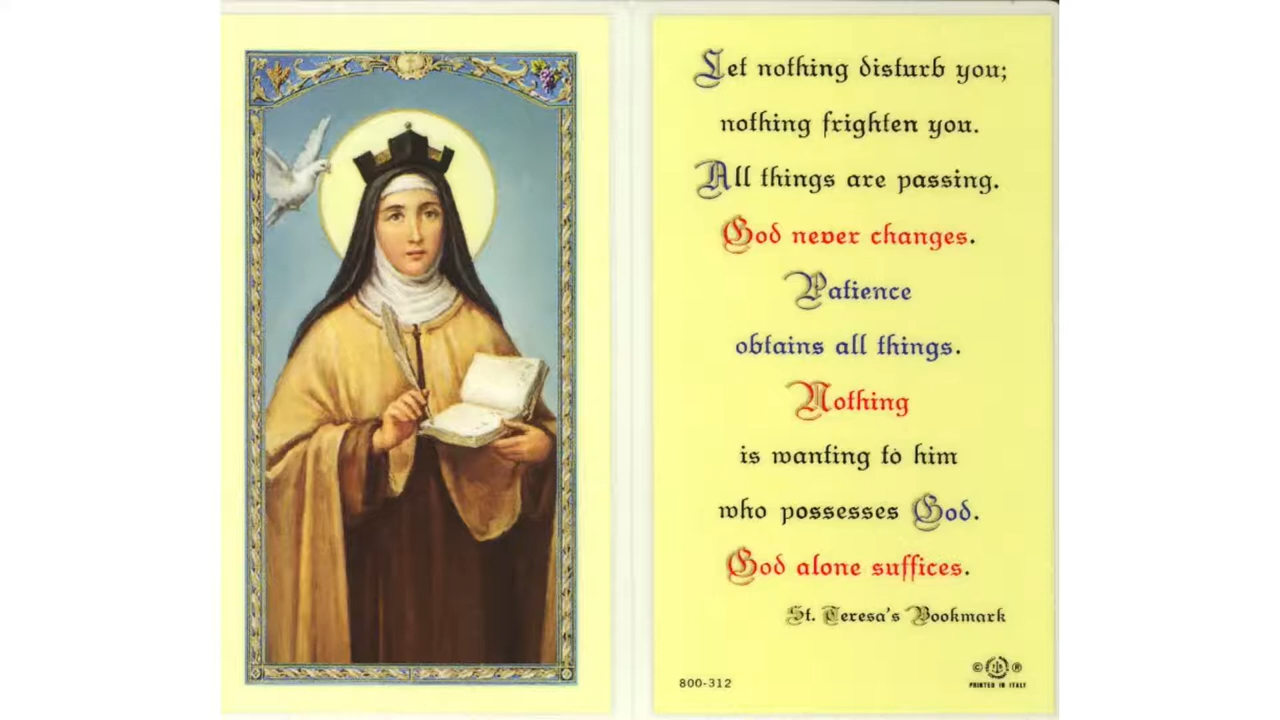 Let nothing disturb you;
nothing frighten you.
All things are passing.
God never changes.
Patience
obtains all things.
Nothing
is wanting to him
who possesses God.
God alone suffices.
St. Teresa's Bookmark
800-312
© ®
PRINTED IN ITALY